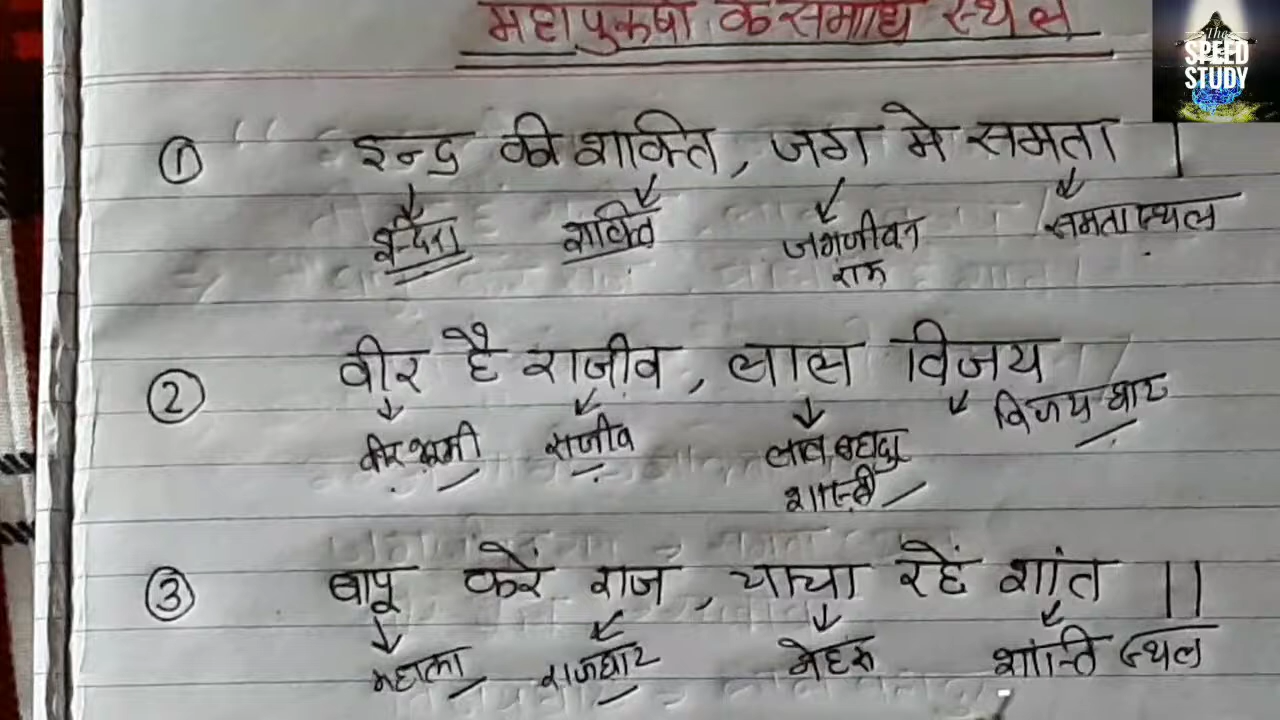 महापुरुषों के समाधि स्थल
The
SPEED
STUDY
① " इन्द्र की शक्ति, जग मे समता |
इन्दिरा शक्ति जगजीवन समता स्थल
राम
② वीर है राजीव, लाल विजय
वीर भूमी राजीव लाल बहादुर विजय घाट
शास्त्री
③ बापू करें राज, चाचा रहें शांत ||
महात्मा राजघाट नेहरू शान्ति स्थल